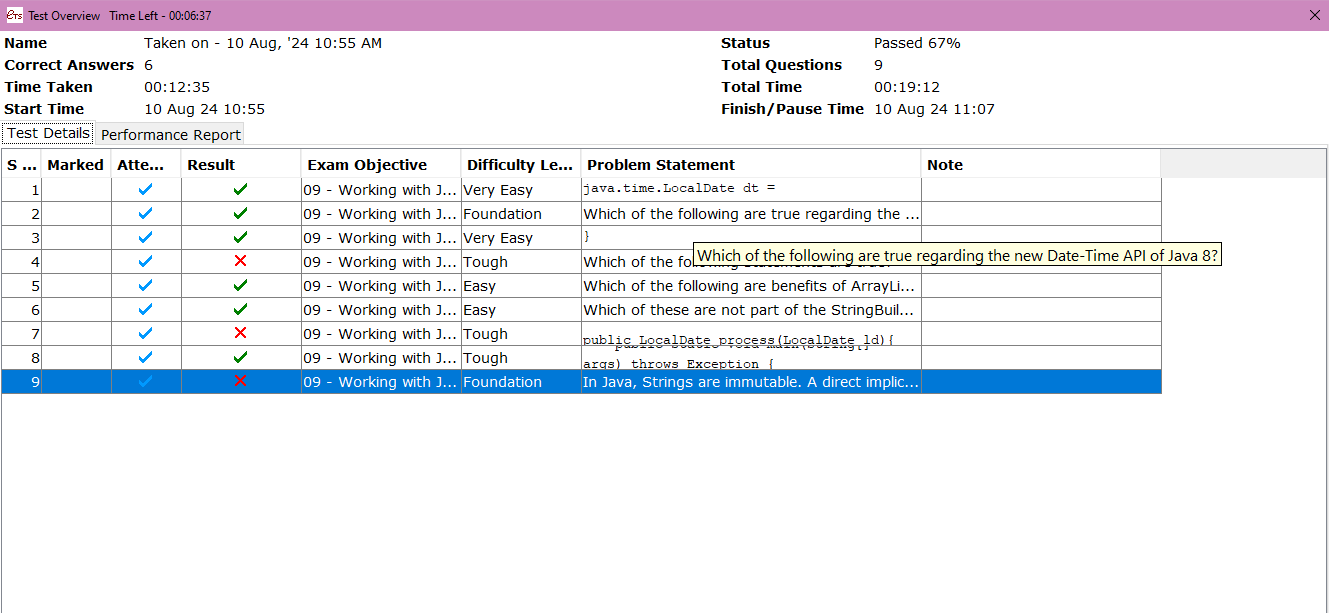 ETS Test Overview Time Left - 00:06:37
Name Taken on - 10 Aug, '24 10:55 AM Status Passed 67%
Correct Answers 6 Total Questions 9
Time Taken 00:12:35 Total Time 00:19:12
Start Time 10 Aug 24 10:55 Finish/Pause Time 10 Aug 24 11:07
Test Details Performance Report
S ... Marked Atte... Result Exam Objective Difficulty Le... Problem Statement Note
1 09 - Working with J... Very Easy java.time.LocalDate dt =
2 09 - Working with J... Foundation Which of the following are true regarding the ...
3 09 - Working with J... Very Easy }
Which of the following are true regarding the new Date-Time API of Java 8?
4 09 - Working with J... Tough Which of the
5 09 - Working with J... Easy Which of the following are benefits of ArrayLi...
6 09 - Working with J... Easy Which of these are not part of the StringBuil...
7 09 - Working with J... Tough public LocalDate process(LocalDate ld){
8 09 - Working with J... Tough args) throws Exception {
9 09 - Working with J... Foundation In Java, Strings are immutable. A direct implic...